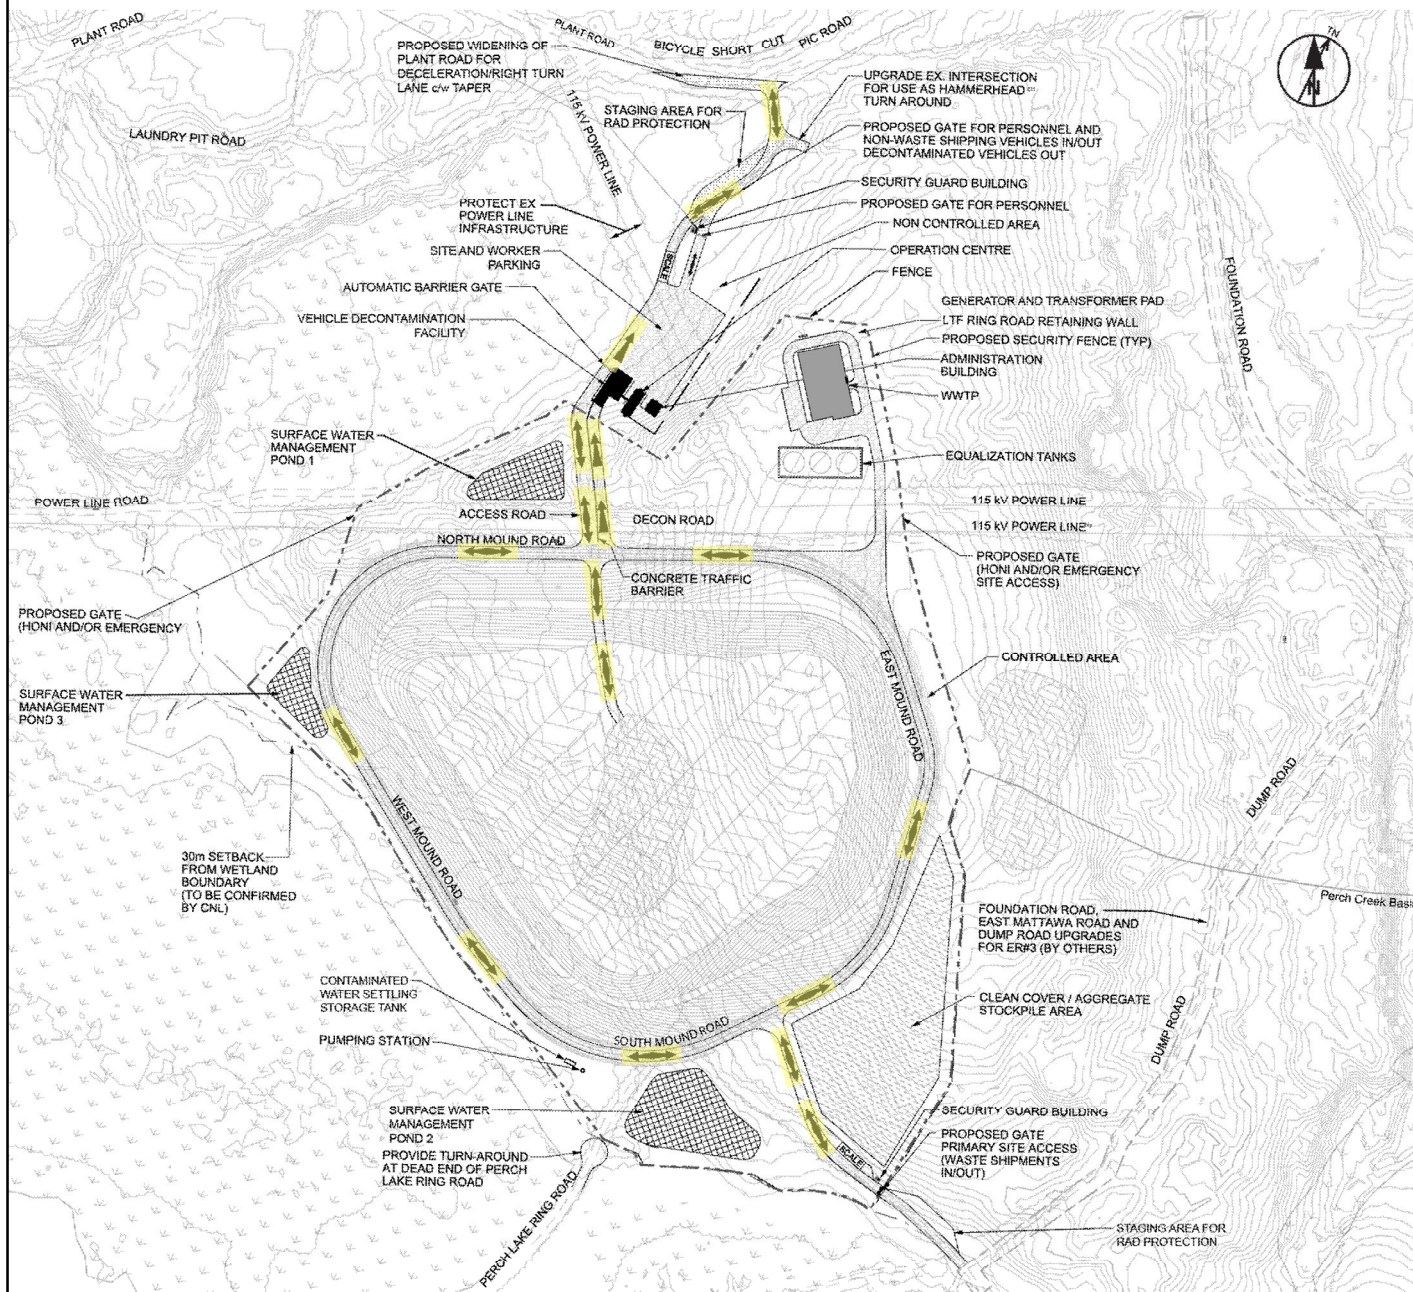 PLANT ROAD
PLANT ROAD
BICYCLE SHORT CUT
PIC ROAD
TN
N
PROPOSED WIDENING OF
PLANT ROAD FOR
DECELERATION/RIGHT TURN
LANE c/w TAPER
115 kV POWER LINE
STAGING AREA FOR
RAD PROTECTION
UPGRADE EX. INTERSECTION
FOR USE AS HAMMERHEAD
TURN AROUND
LAUNDRY PIT ROAD
PROPOSED GATE FOR PERSONNEL AND
NON-WASTE SHIPPING VEHICLES IN/OUT
DECONTAMINATED VEHICLES OUT
SECURITY GUARD BUILDING
PROPOSED GATE FOR PERSONNEL
NON CONTROLLED AREA
OPERATION CENTRE
FENCE
PROTECT EX
POWER LINE
INFRASTRUCTURE
SITE AND WORKER
PARKING
SCALE
AUTOMATIC BARRIER GATE
VEHICLE DECONTAMINATION
FACILITY
FOUNDATION ROAD
GENERATOR AND TRANSFORMER PAD
LTF RING ROAD RETAINING WALL
PROPOSED SECURITY FENCE (TYP)
ADMINISTRATION
BUILDING
WWTP
SURFACE WATER
MANAGEMENT
POND 1
EQUALIZATION TANKS
POWER LINE ROAD
ACCESS ROAD
DECON ROAD
115 kV POWER LINE
115 kV POWER LINE
NORTH MOUND ROAD
CONCRETE TRAFFIC
BARRIER
PROPOSED GATE
(HONI AND/OR EMERGENCY
SITE ACCESS)
PROPOSED GATE
(HONI AND/OR EMERGENCY
EAST MOUND ROAD
CONTROLLED AREA
SURFACE WATER
MANAGEMENT
POND 3
WEST MOUND ROAD
DUMP ROAD
30m SETBACK
FROM WETLAND
BOUNDARY
(TO BE CONFIRMED
BY CNL)
Perch Creek Basi
FOUNDATION ROAD,
EAST MATTAWA ROAD AND
DUMP ROAD UPGRADES
FOR ER#3 (BY OTHERS)
CONTAMINATED
WATER SETTLING
STORAGE TANK
CLEAN COVER / AGGREGATE
STOCKPILE AREA
DUMP ROAD
PUMPING STATION
SOUTH MOUND ROAD
SURFACE WATER
MANAGEMENT
POND 2
SECURITY GUARD BUILDING
PROPOSED GATE
PRIMARY SITE ACCESS
(WASTE SHIPMENTS
IN/OUT)
SCALE
PROVIDE TURN-AROUND
AT DEAD END OF PERCH
LAKE RING ROAD
PERCH LAKE RING ROAD
STAGING AREA FOR
RAD PROTECTION